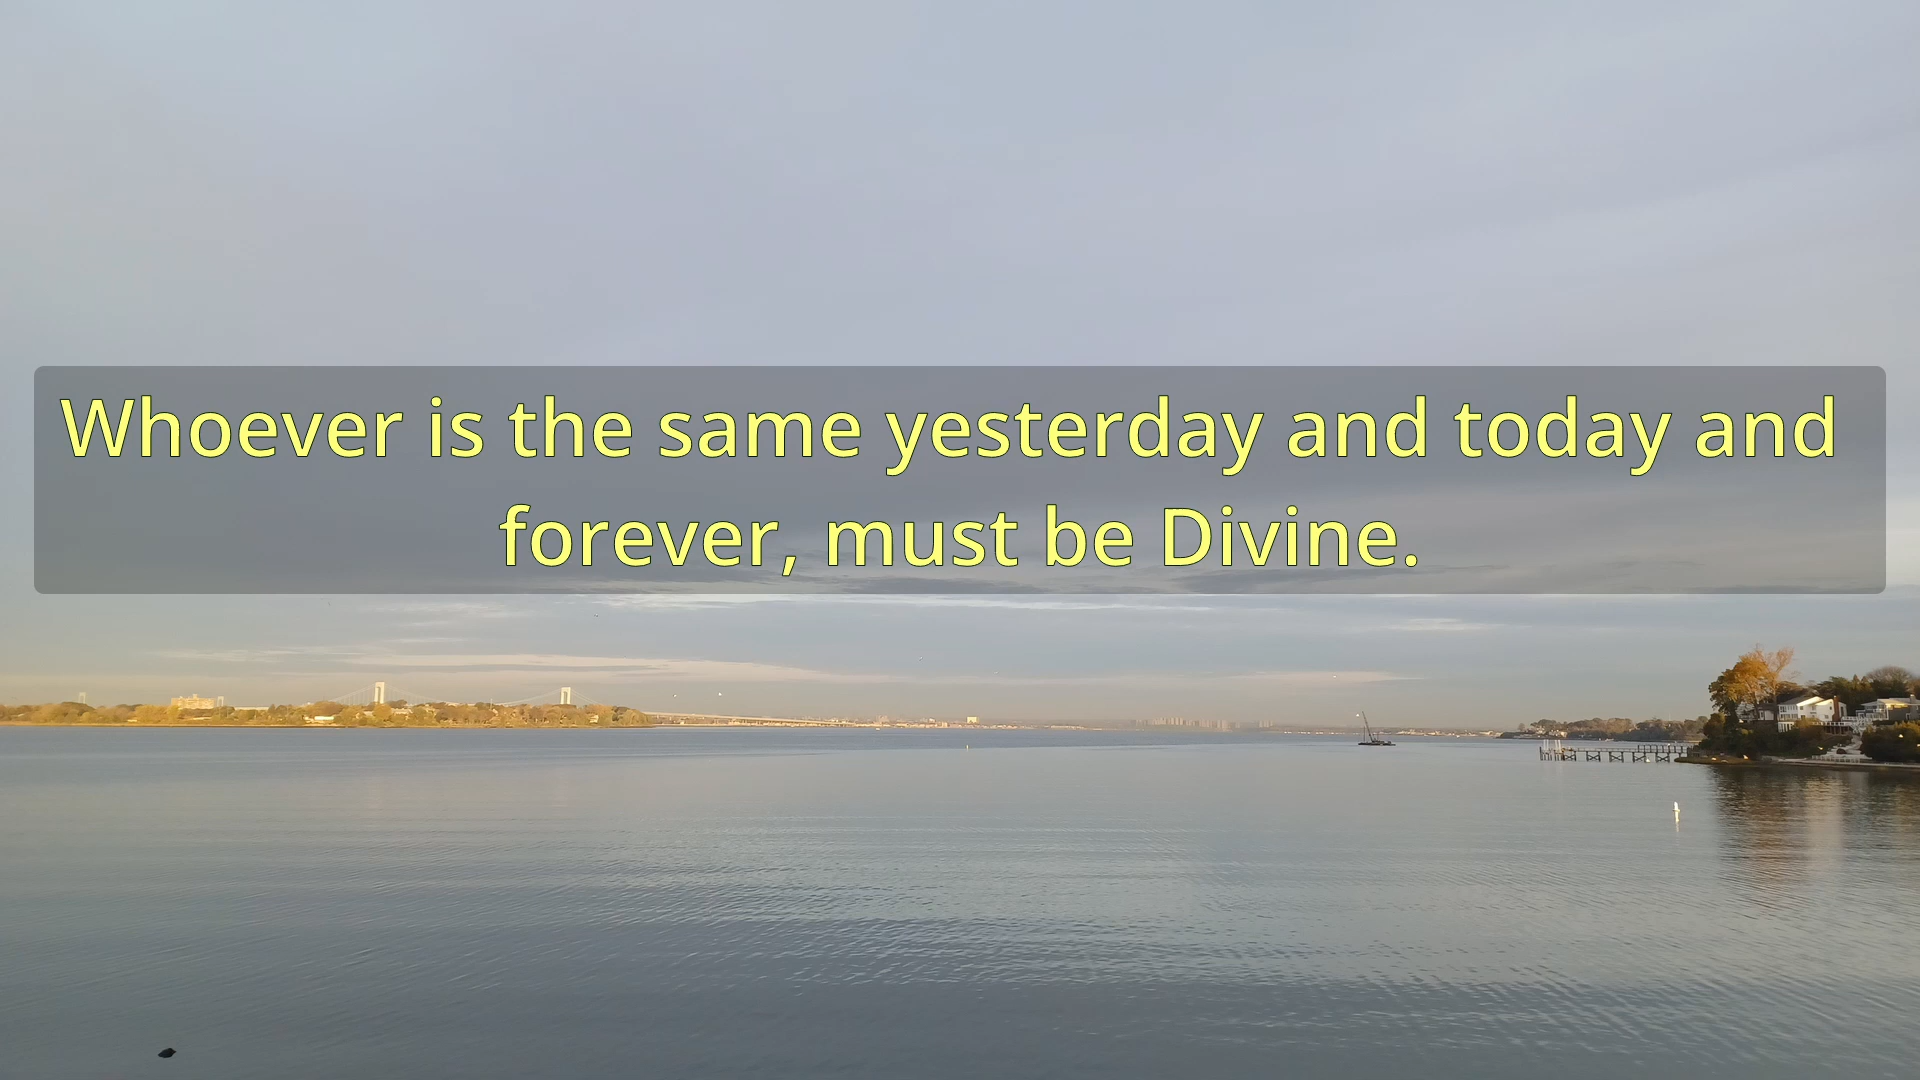 Whoever is the same yesterday and today and
forever, must be Divine.